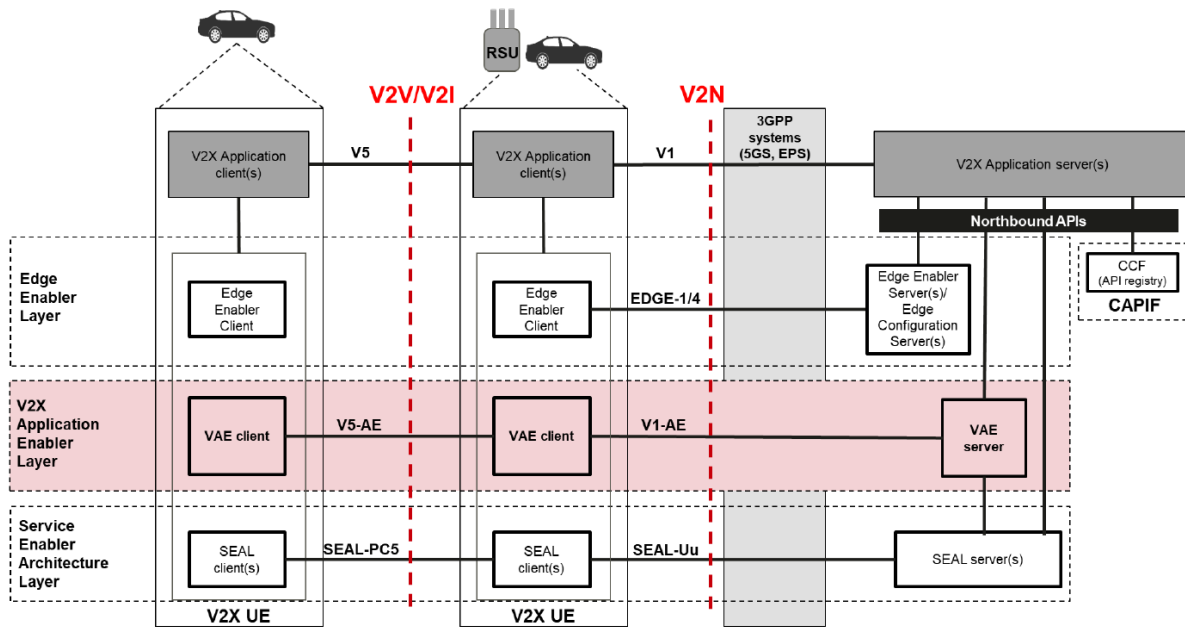 RSU
V2V/V2I
V2N
3GPP
systems
(5GS, EPS)
V2X Application
client(s)
V5
V2X Application
client(s)
V1
V2X Application server(s)
Northbound APIs
Edge
Enabler
Layer
Edge
Enabler
Client
Edge
Enabler
Client
EDGE-1/4
Edge Enabler
Server(s)/
Edge
Configuration
Server(s)
CCF
(API registry)
CAPIF
V2X
Application
Enabler
Layer
VAE client
V5-AE
VAE client
V1-AE
VAE
server
Service
Enabler
Architecture
Layer
SEAL
client(s)
SEAL-PC5
SEAL
client(s)
SEAL-Uu
SEAL server(s)
V2X UE
V2X UE